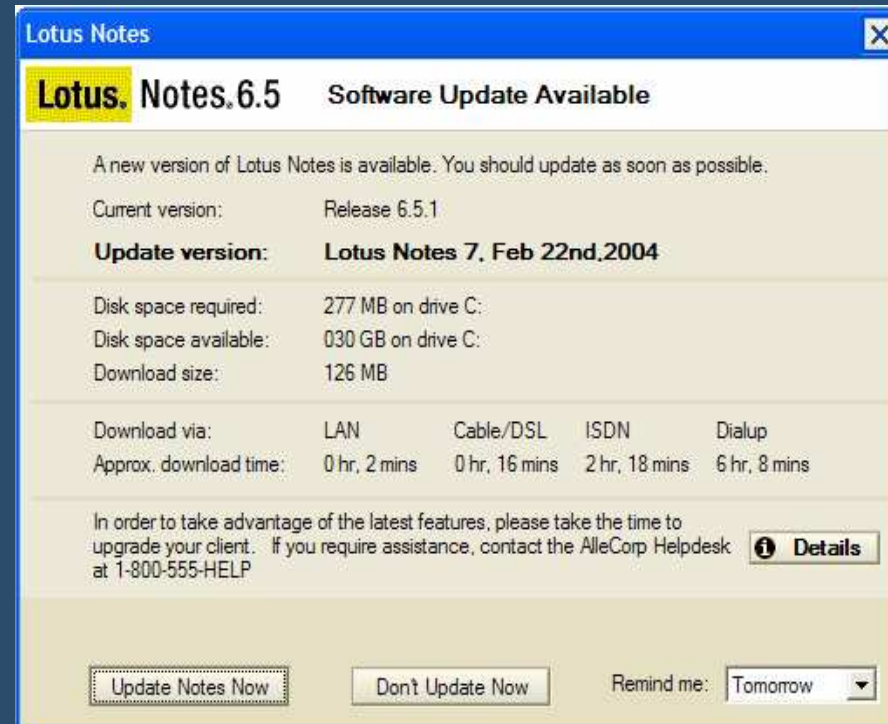 Lotus Notes
Lotus. Notes.6.5 Software Update Available
A new version of Lotus Notes is available. You should update as soon as possible.
Current version: Release 6.5.1
Update version: Lotus Notes 7, Feb 22nd,2004
Disk space required: 277 MB on drive C:
Disk space available: 030 GB on drive C:
Download size: 126 MB
Download via: LAN Cable/DSL ISDN Dialup
Approx. download time: 0 hr, 2 mins 0 hr, 16 mins 2 hr, 18 mins 6 hr, 8 mins
In order to take advantage of the latest features, please take the time to
upgrade your client. If you require assistance, contact the AlleCorp Helpdesk
at 1-800-555-HELP
Details
Update Notes Now Don't Update Now Remind me: Tomorrow